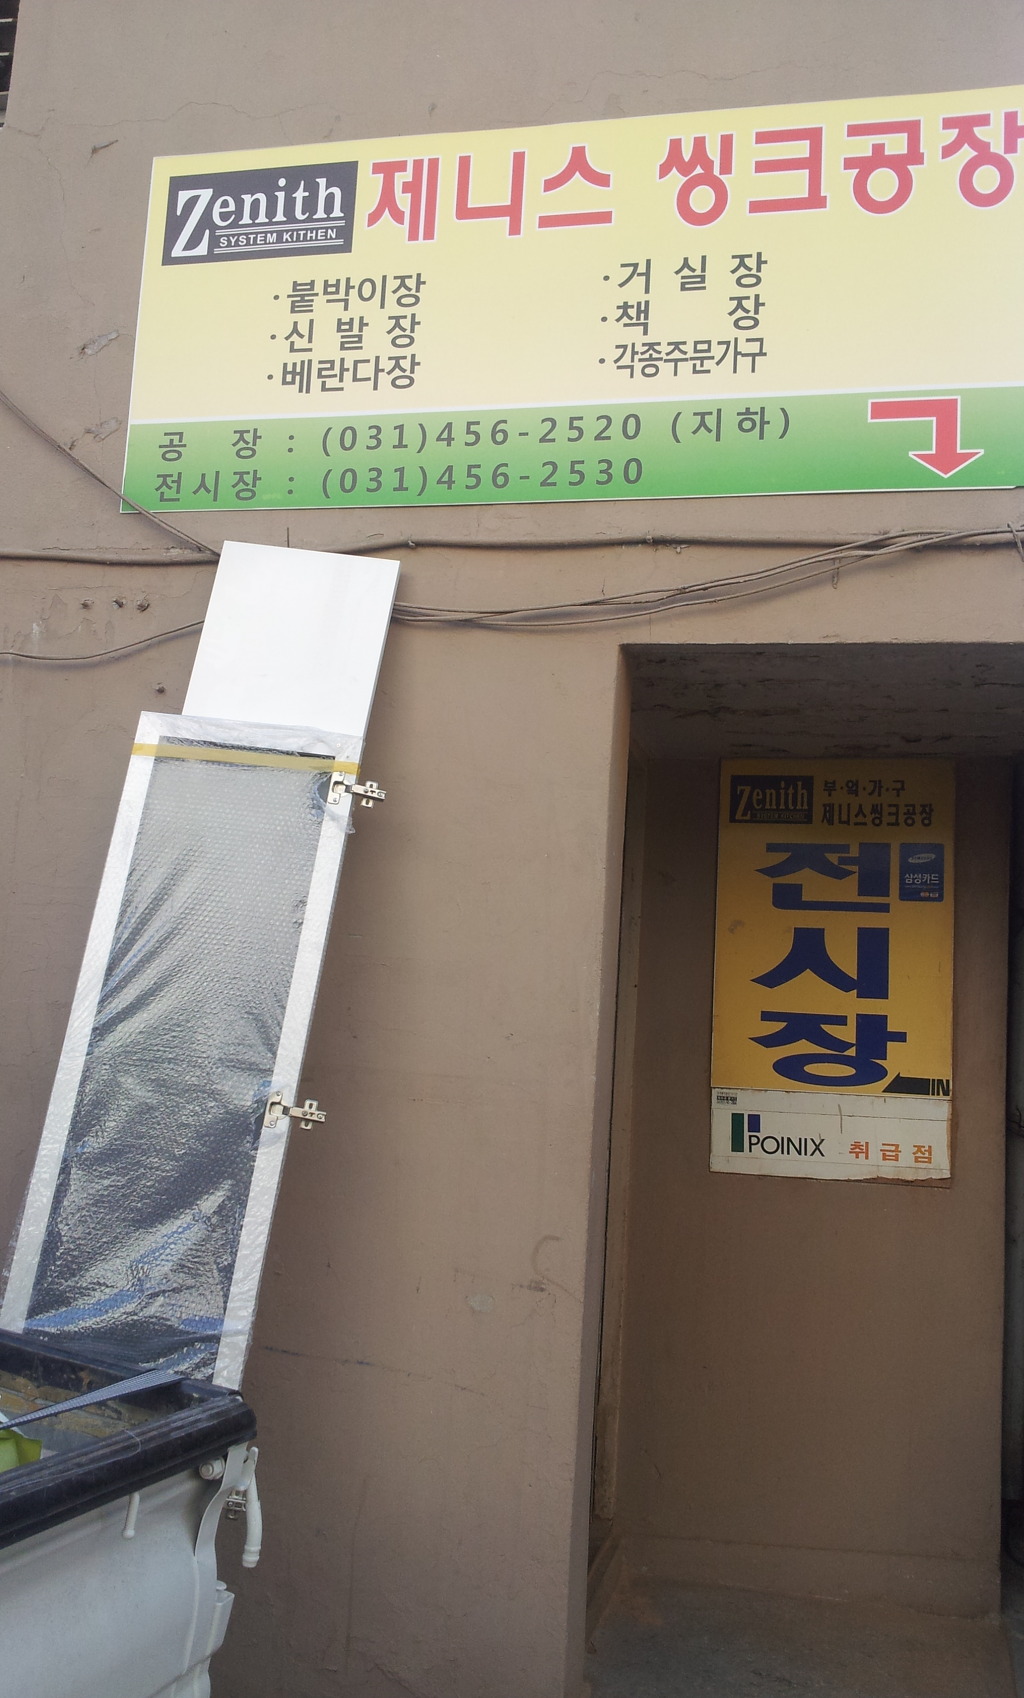 Zenith 제니스 씽크공장
SYSTEM KITHEN
·붙박이장 ·거실장
·신발장 ·책장
·베란다장 ·각종주문가구
공 장 : (031)456-2520 (지하)
전시장 : (031)456-2530
Zenith 부·엌·가·구
제니스씽크공장
전
삼성카드
시
장
IN
POINIX 취급점